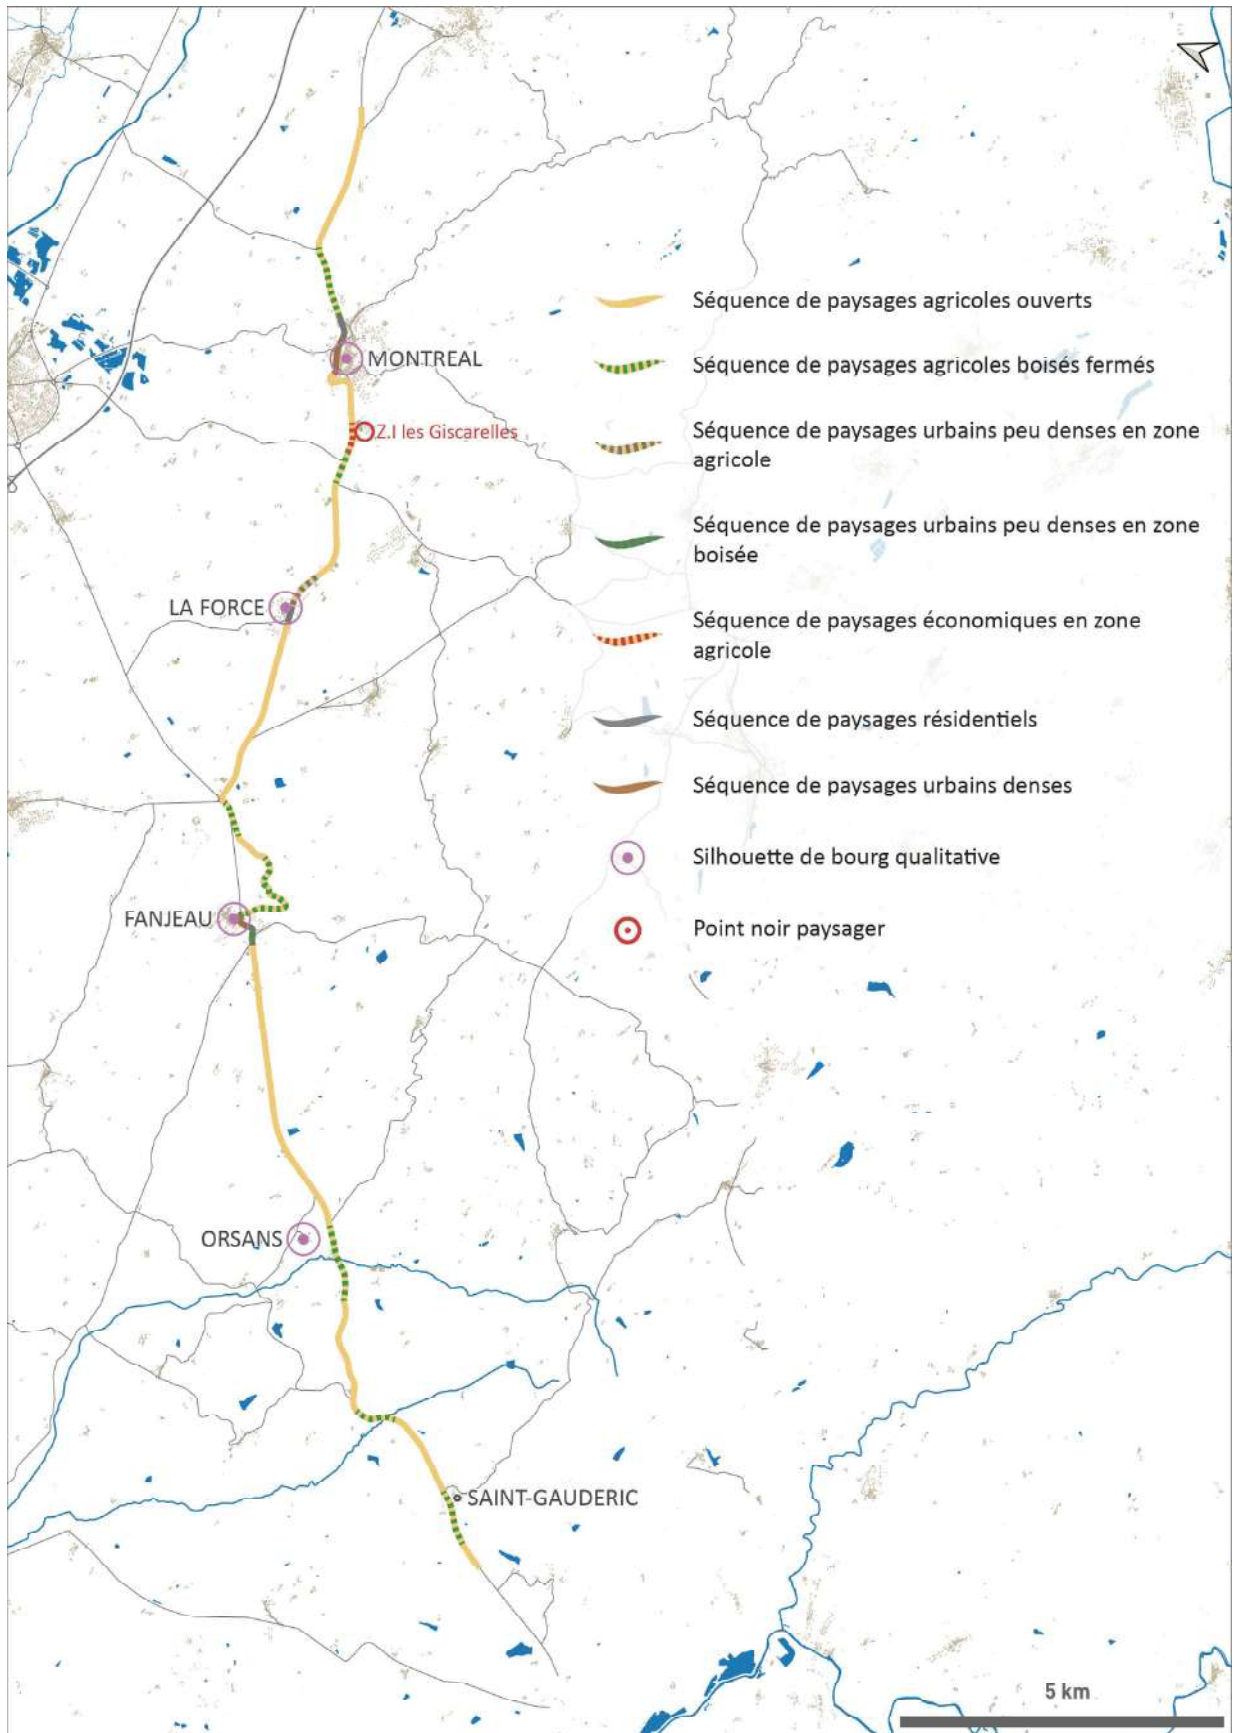 Séquence de paysages agricoles ouverts
MONTREAL
Séquence de paysages agricoles boisés fermés
Z.I les Giscarelles
Séquence de paysages urbains peu denses en zone
agricole
Séquence de paysages urbains peu denses en zone
boisée
LA FORCE
Séquence de paysages économiques en zone
agricole
Séquence de paysages résidentiels
Séquence de paysages urbains denses
Silhouette de bourg qualitative
FANJEAU
Point noir paysager
ORSANS
SAINT-GAUDERIC
5 km